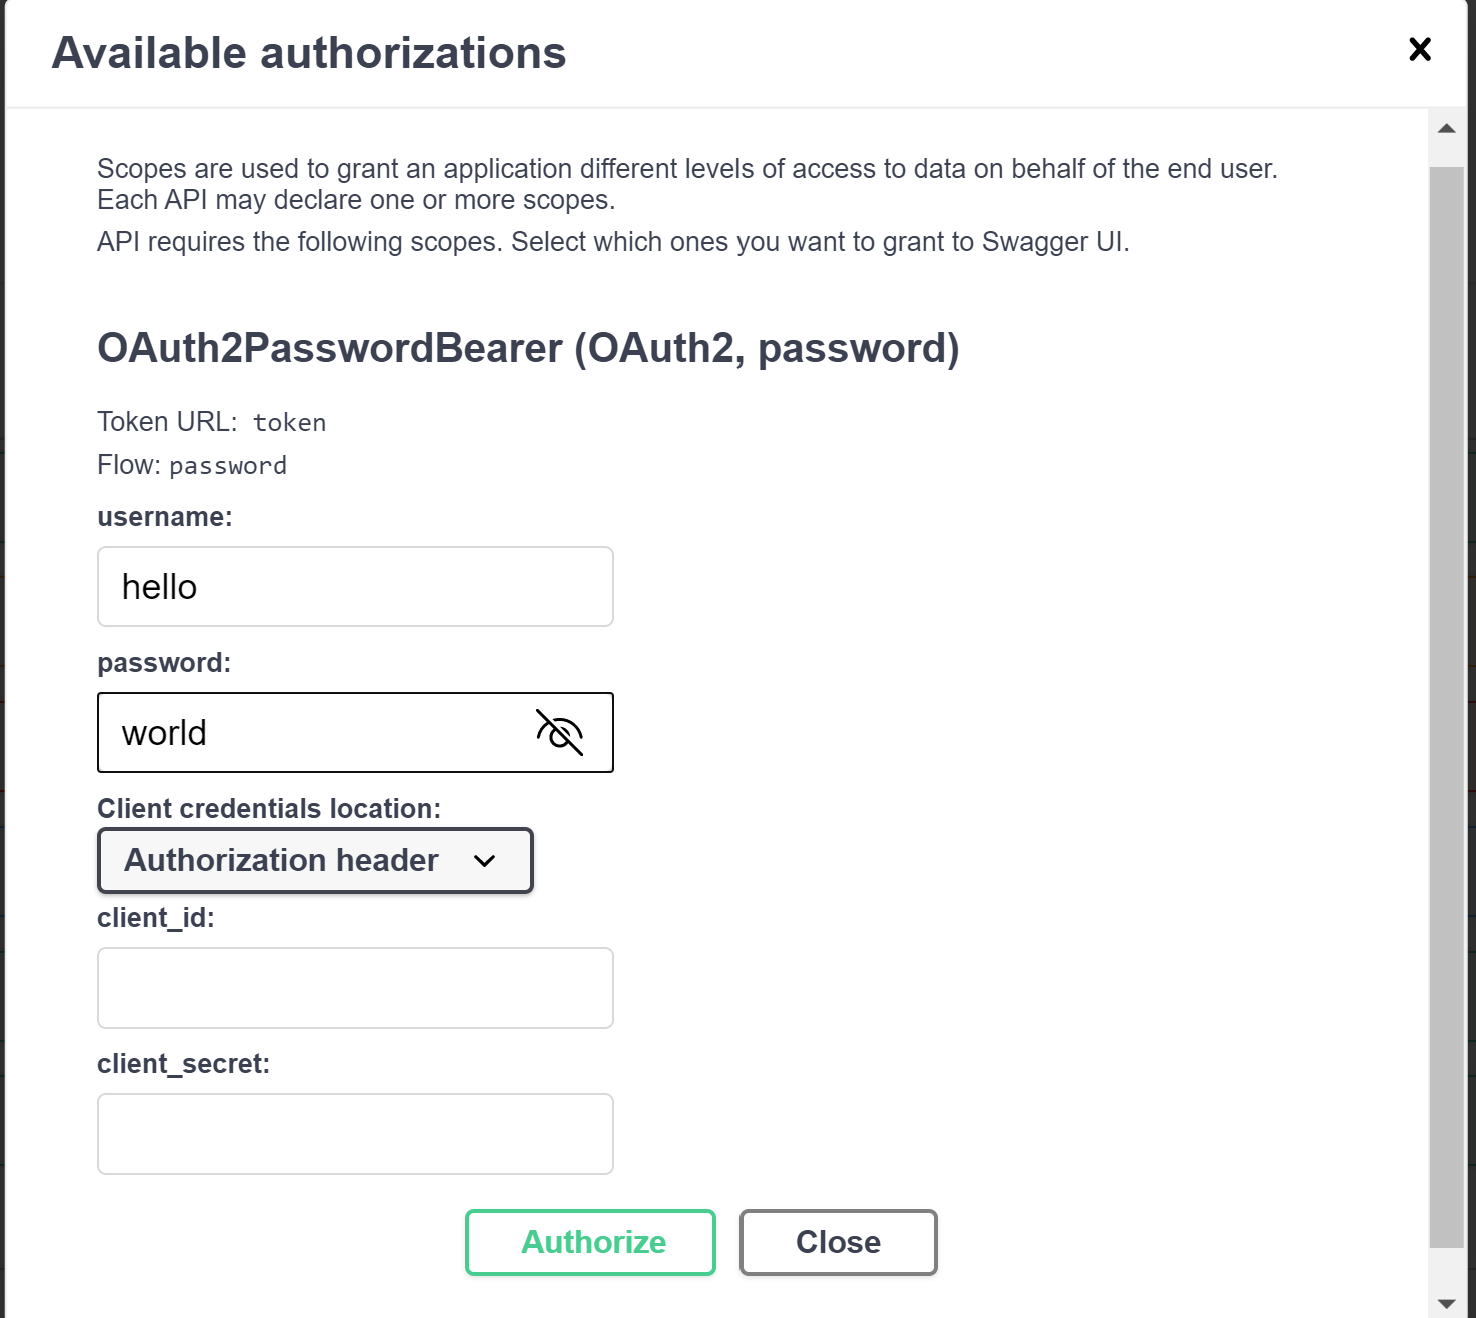 Available authorizations
Scopes are used to grant an application different levels of access to data on behalf of the end user.
Each API may declare one or more scopes.
API requires the following scopes. Select which ones you want to grant to Swagger UI.
OAuth2PasswordBearer (OAuth2, password)
Token URL: token
Flow: password
username:
hello
password:
world
Client credentials location:
Authorization header
client_id:
client_secret:
Authorize Close